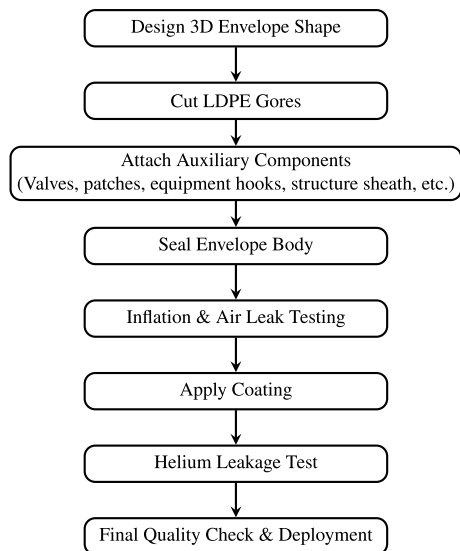 Design 3D Envelope Shape
Cut LDPE Gores
Attach Auxiliary Components
(Valves, patches, equipment hooks, structure sheath, etc.)
Seal Envelope Body
Inflation & Air Leak Testing
Apply Coating
Helium Leakage Test
Final Quality Check & Deployment